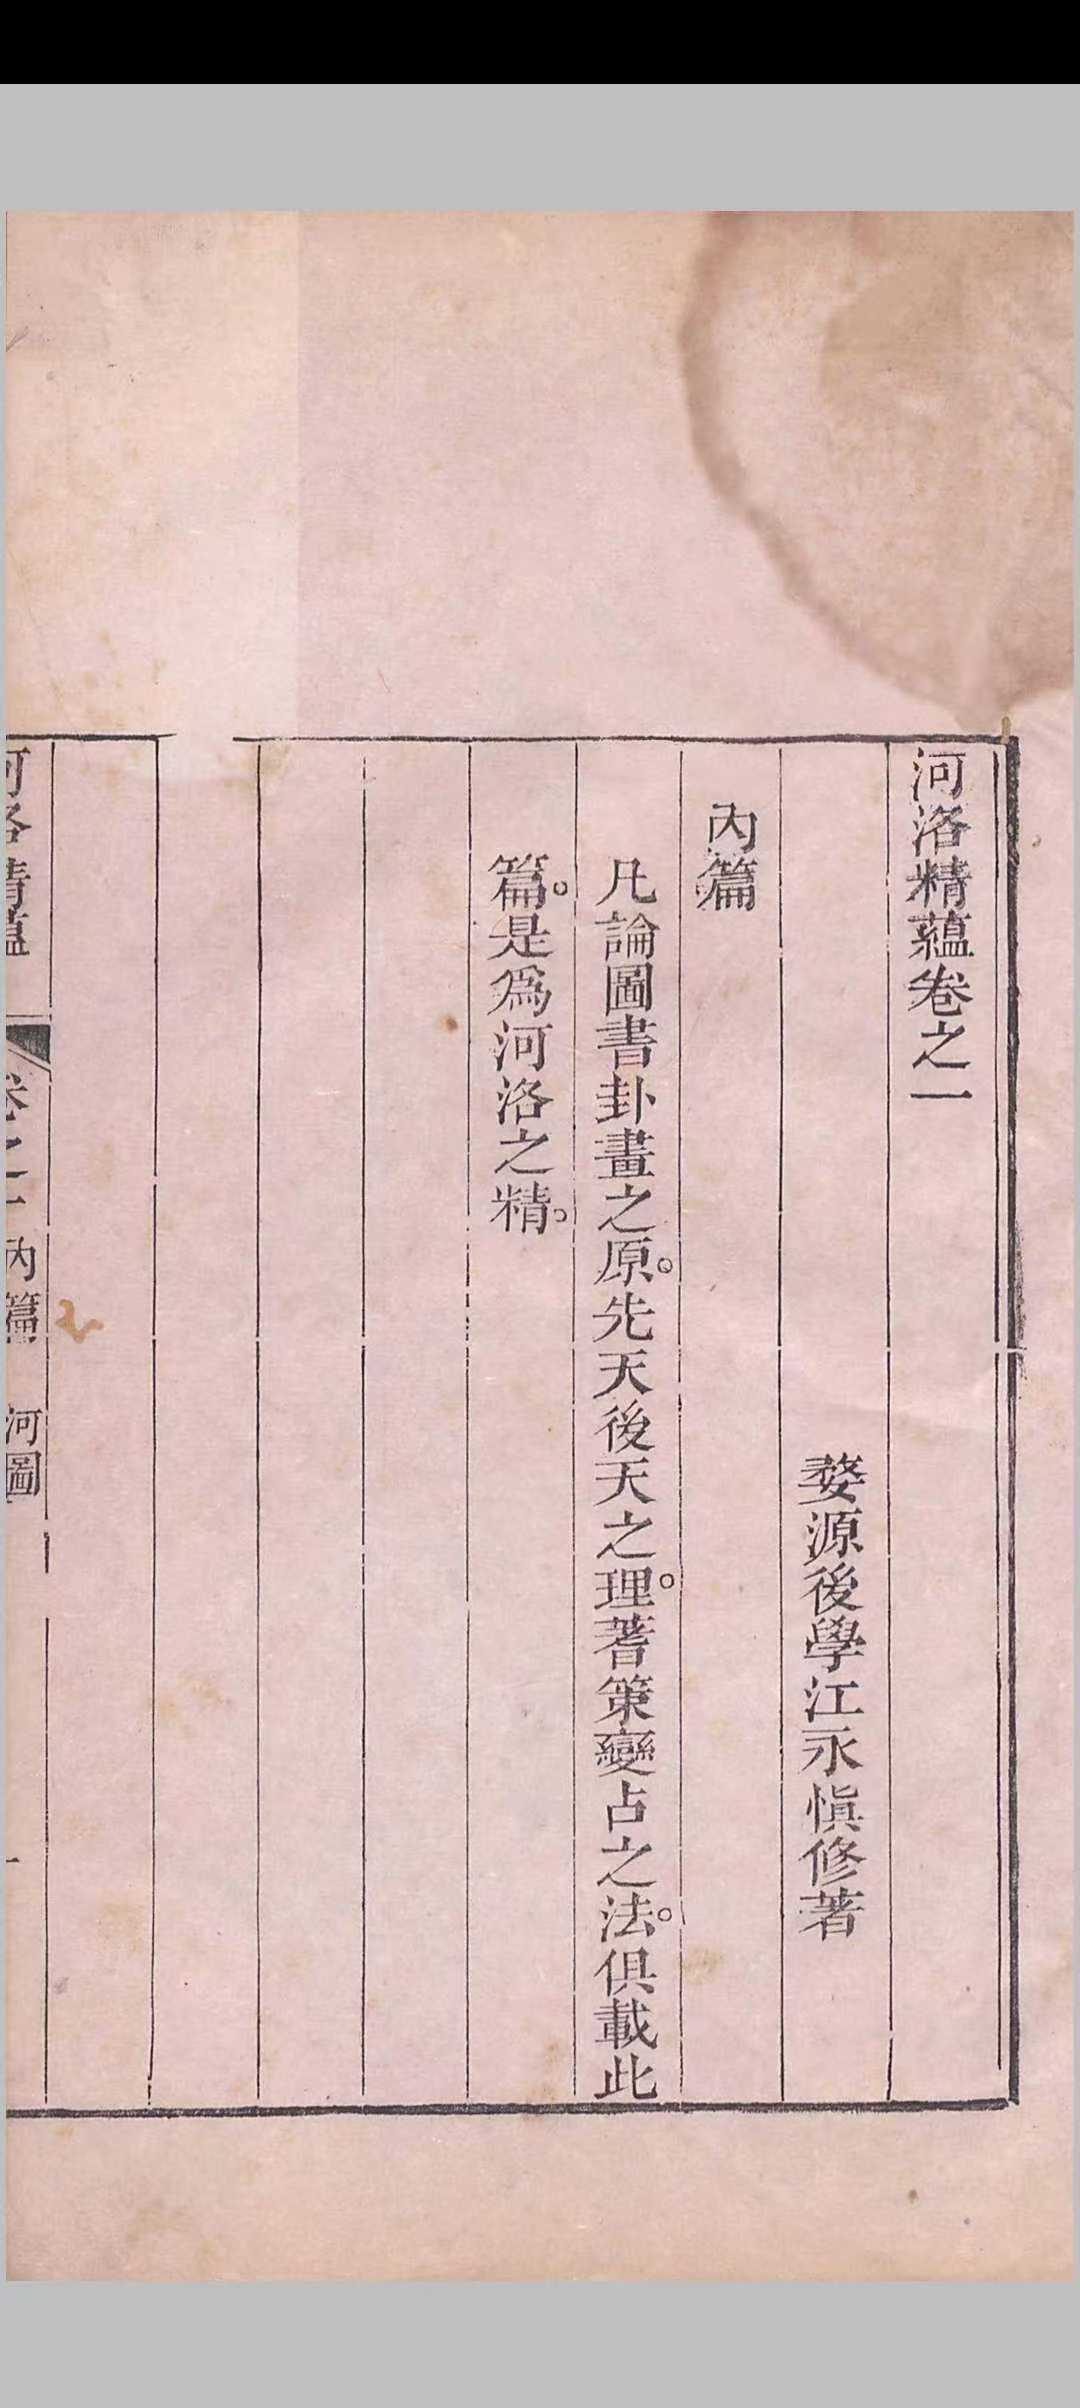 河洛精蘊卷之一
婺源後學江永慎修著
內篇
凡論圖書卦畫之原。先天後天之理。蓍策變占之法。俱載此
篇。是爲河洛之精。
河洛精蘊 卷之一 內篇 河圖 一